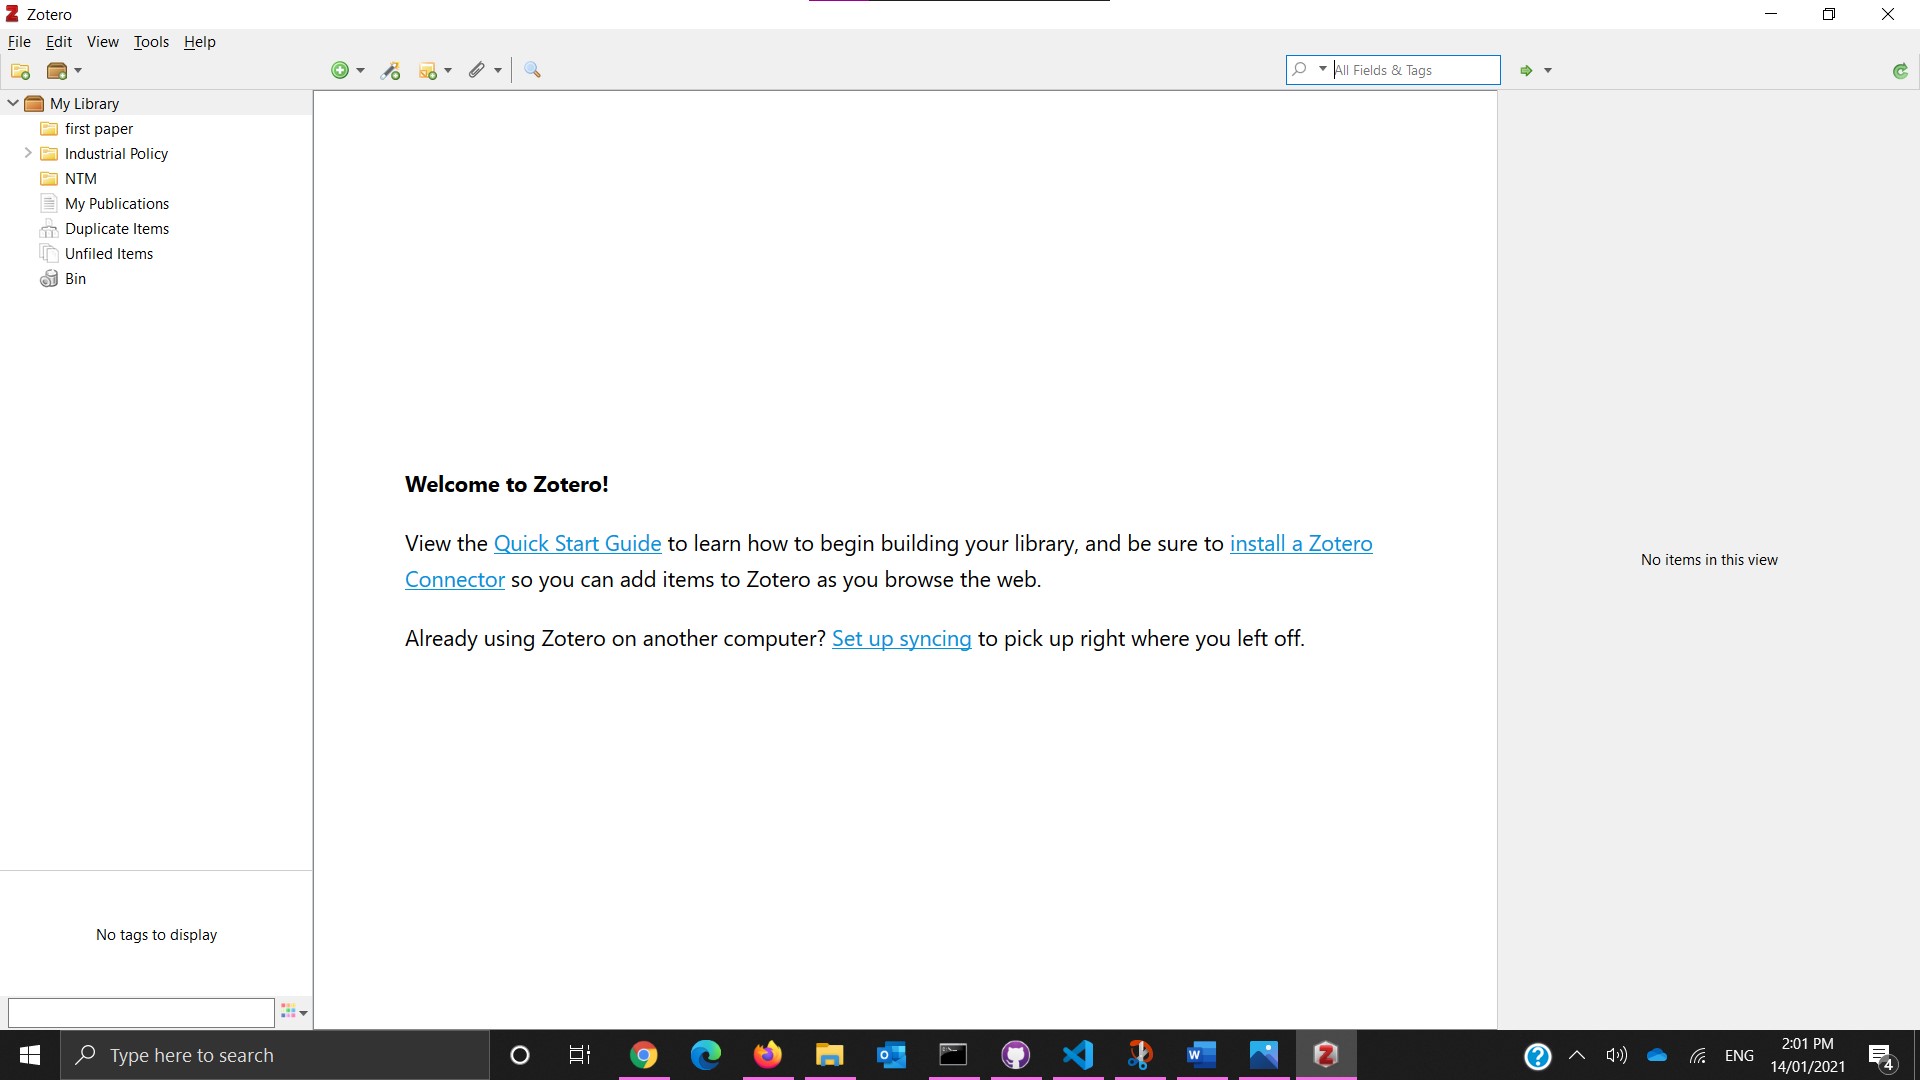 Zotero
File Edit View Tools Help
All Fields & Tags
My Library
first paper
Industrial Policy
NTM
My Publications
Duplicate Items
Unfiled Items
Bin
Welcome to Zotero!
View the Quick Start Guide to learn how to begin building your library, and be sure to install a Zotero
Connector so you can add items to Zotero as you browse the web.
Already using Zotero on another computer? Set up syncing to pick up right where you left off.
No items in this view
No tags to display
Type here to search
ENG
2:01 PM
14/01/2021
4